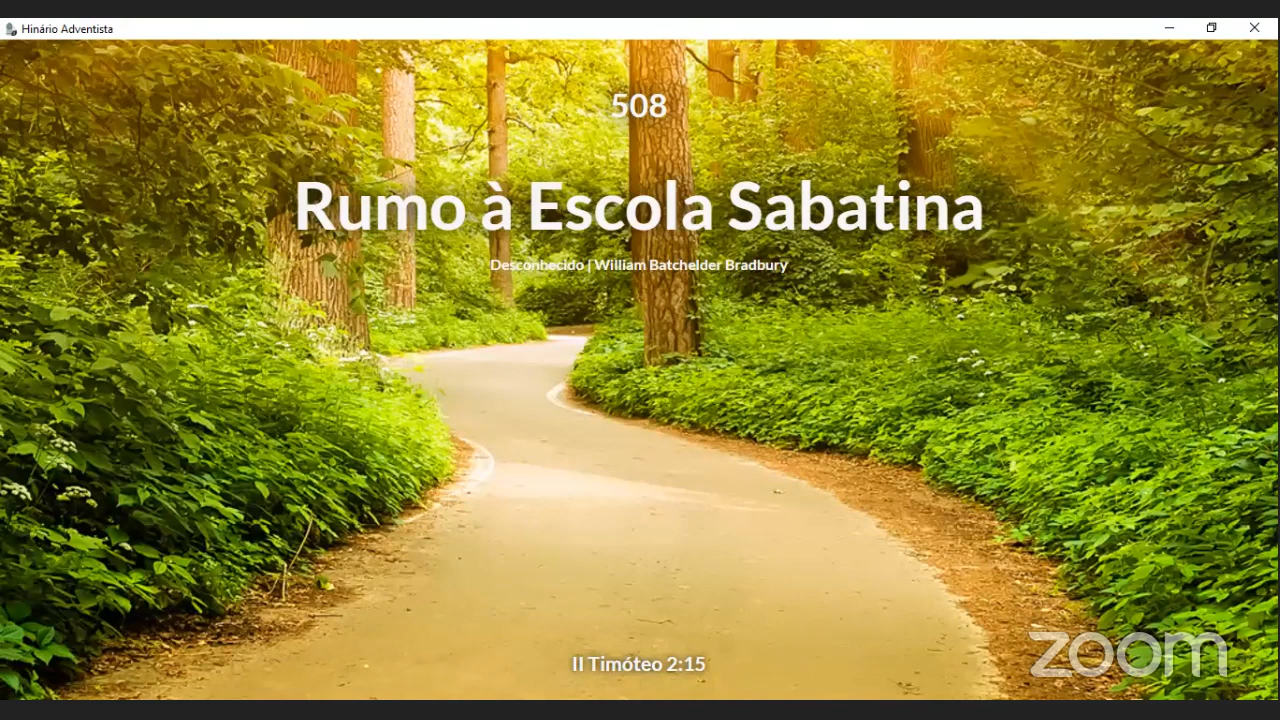 Hinário Adventista
508
Rumo à Escola Sabatina
Desconhecido | William Batchelder Bradbury
II Timóteo 2:15
zoom